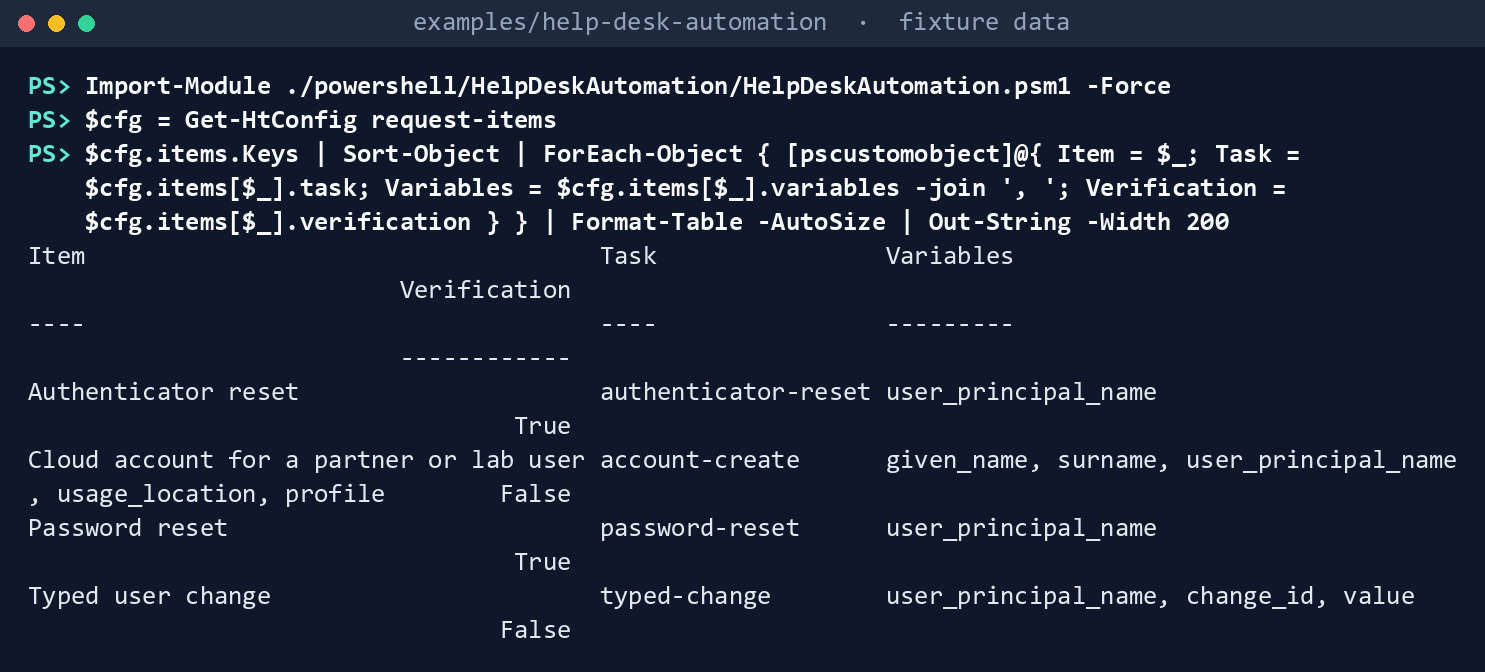 examples/help-desk-automation · fixture data
PS> Import-Module ./powershell/HelpDeskAutomation/HelpDeskAutomation.psm1 -Force
PS> $cfg = Get-HtConfig request-items
PS> $cfg.items.Keys | Sort-Object | ForEach-Object { [pscustomobject]@{ Item = $_; Task =
    $cfg.items[$_].task; Variables = $cfg.items[$_].variables -join ', '; Verification =
    $cfg.items[$_].verification } } | Format-Table -AutoSize | Out-String -Width 200
Item                                    Task                Variables
                          Verification
----                                    ----                ---------
                          ------------
Authenticator reset                     authenticator-reset user_principal_name
                                  True
Cloud account for a partner or lab user account-create      given_name, surname, user_principal_name
, usage_location, profile        False
Password reset                          password-reset      user_principal_name
                                  True
Typed user change                       typed-change        user_principal_name, change_id, value
                                 False